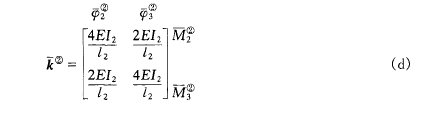 φ̄₂^② φ̄₃^②
k̄^② = [ 4EI₂/l₂ 2EI₂/l₂ ; 2EI₂/l₂ 4EI₂/l₂ ] M̄₂^② M̄₃^② (d)